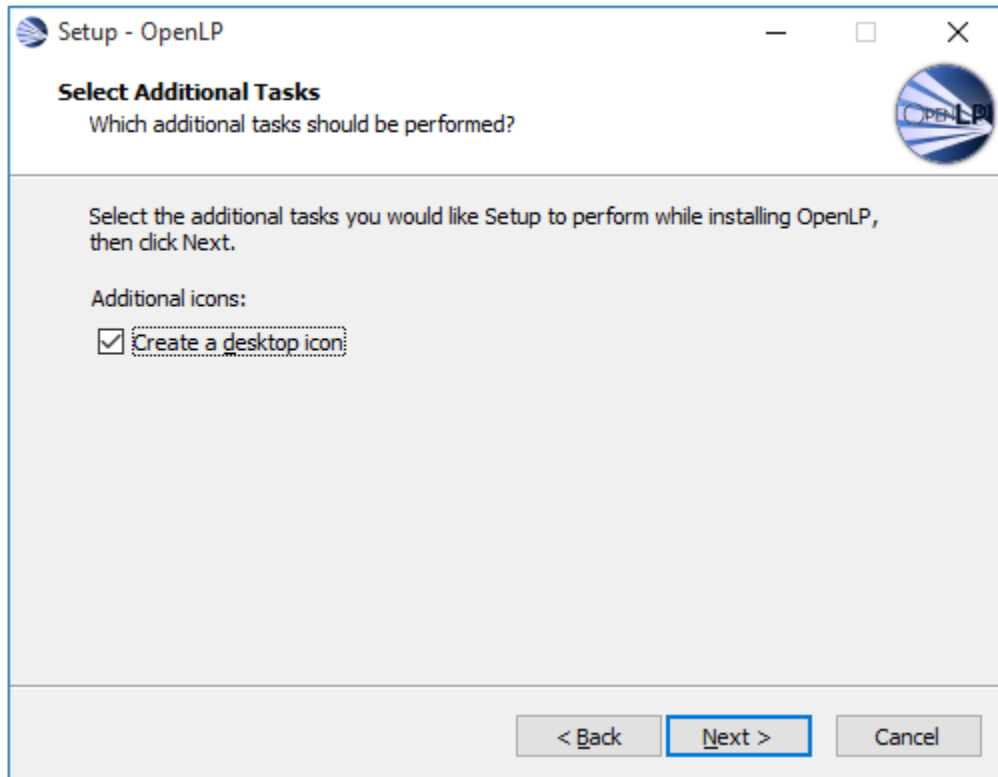 Setup - OpenLP
Select Additional Tasks
Which additional tasks should be performed?
OPENLP
Select the additional tasks you would like Setup to perform while installing OpenLP,
then click Next.
Additional icons:
Create a desktop icon
< Back
Next >
Cancel